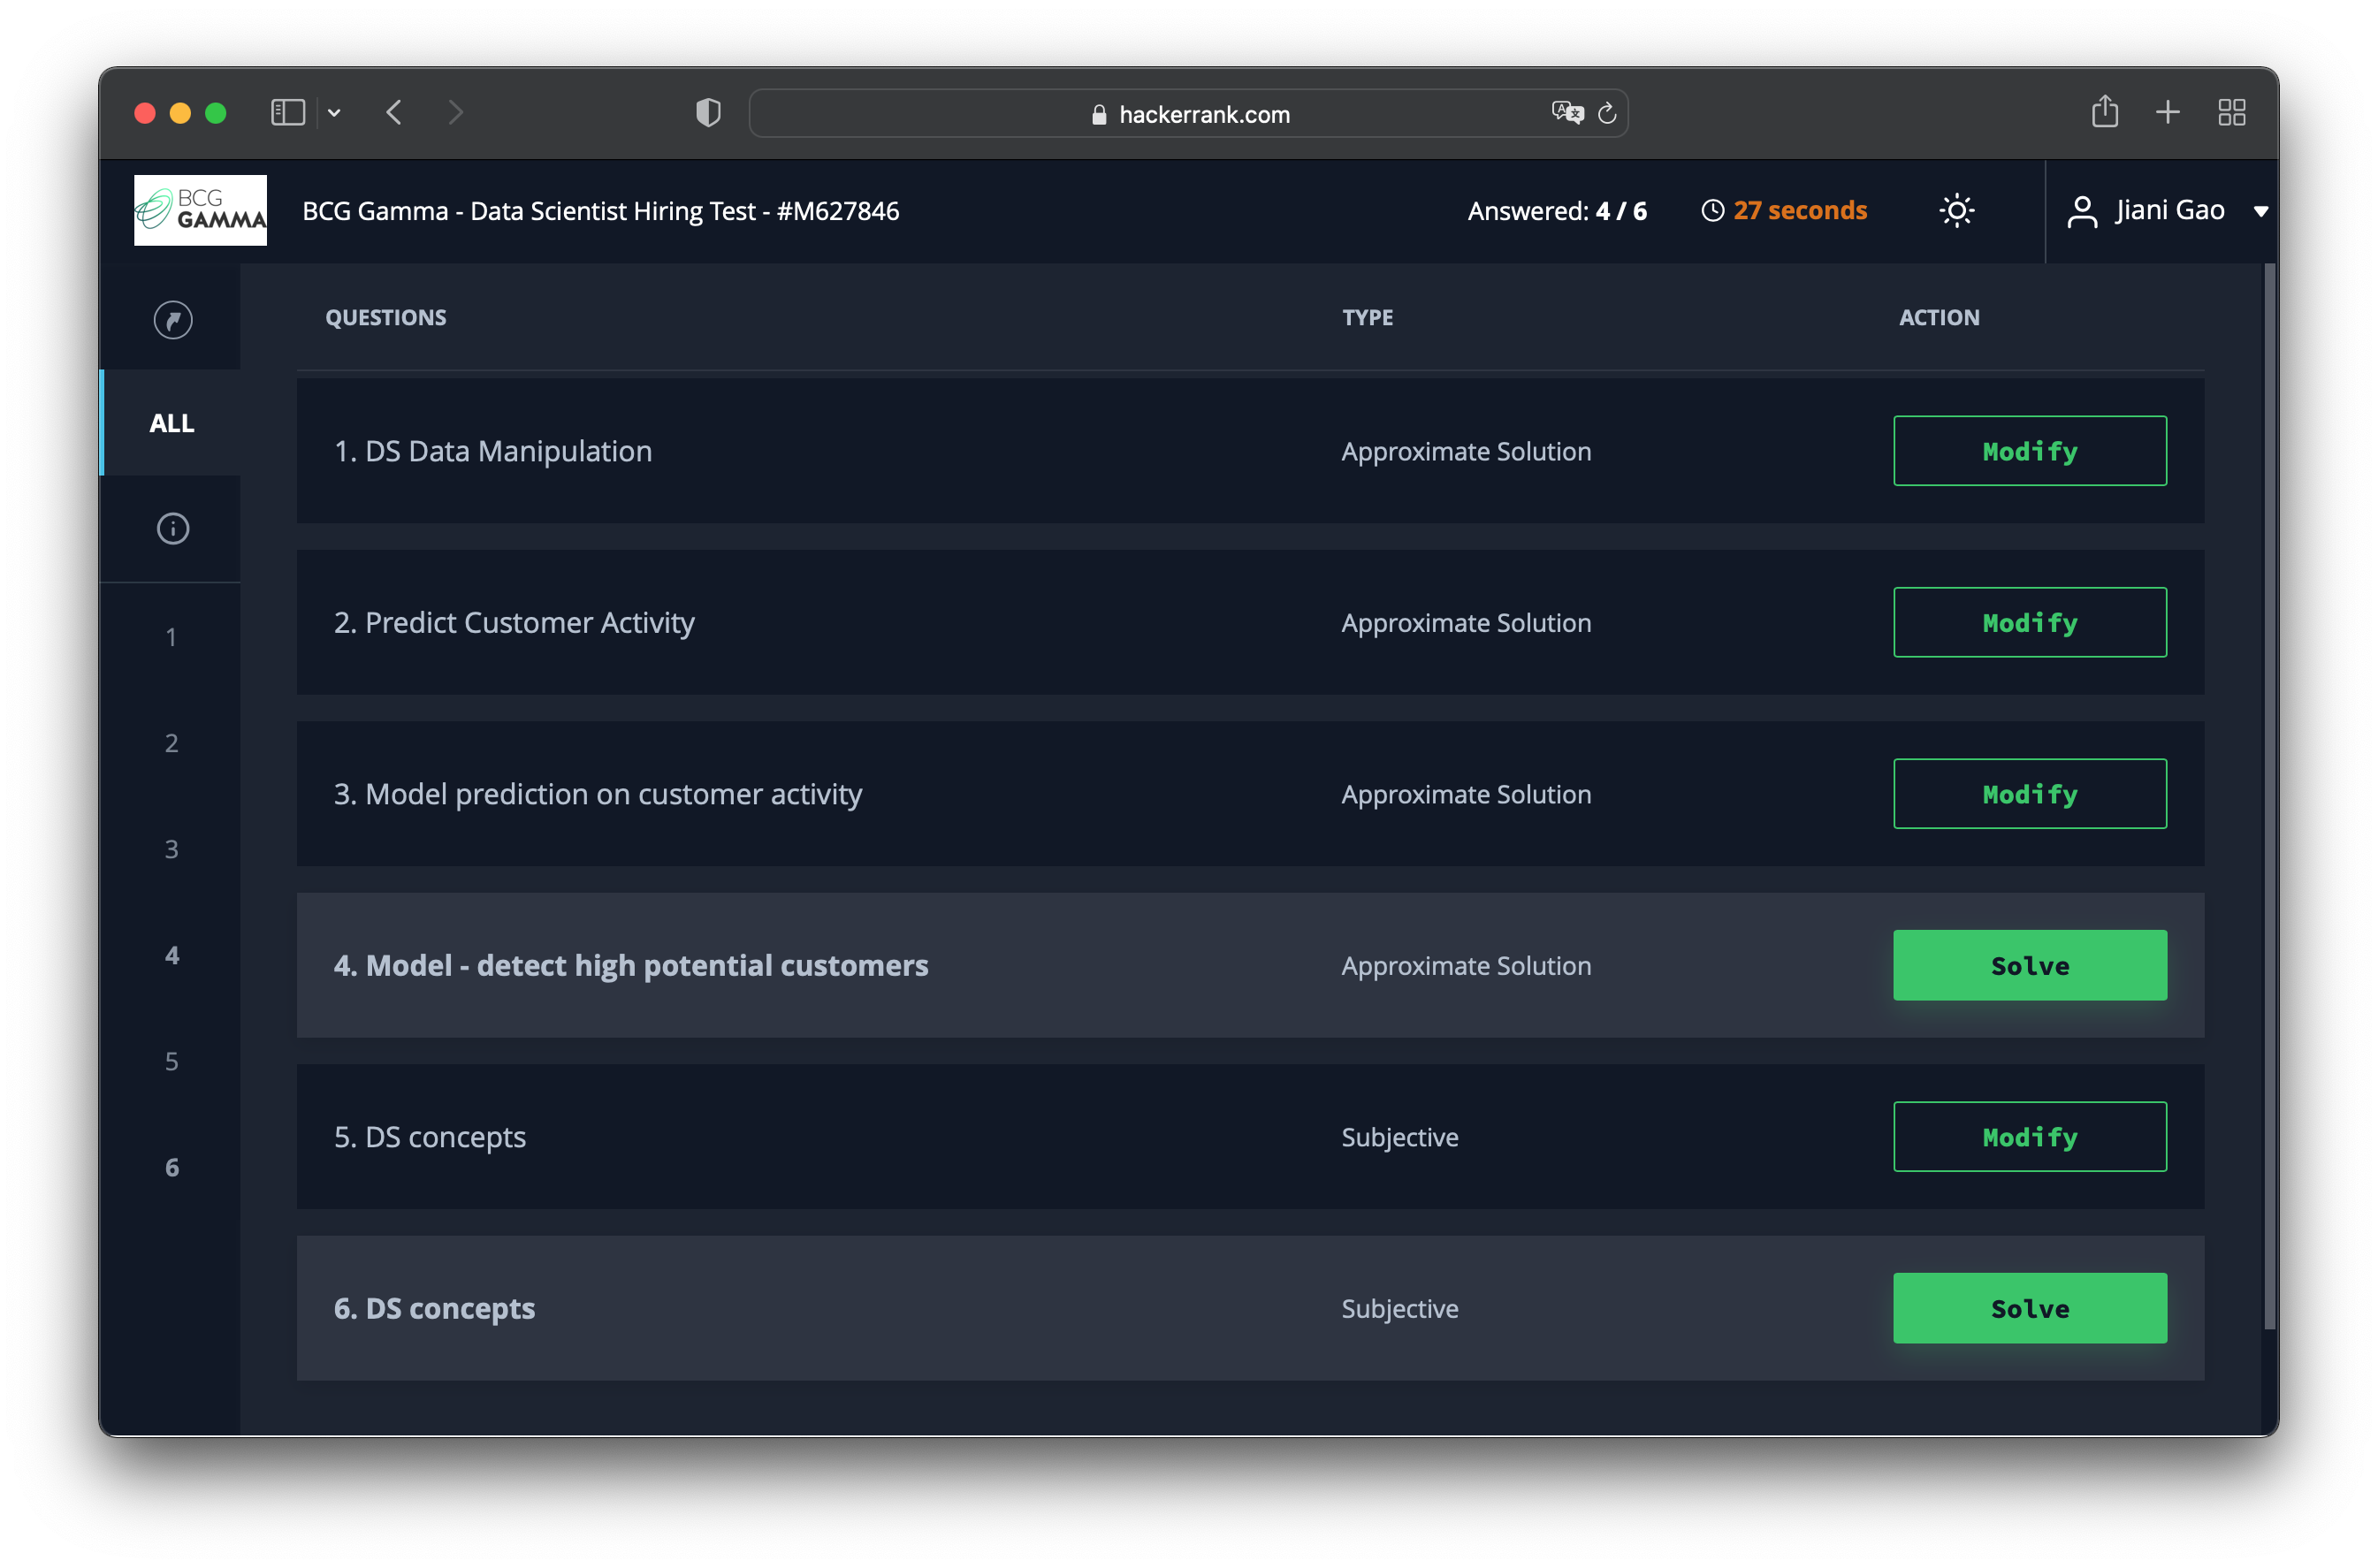 hackerrank.com
BCG
GAMMA
BCG Gamma - Data Scientist Hiring Test - #M627846
Answered: 4 / 6
27 seconds
Jiani Gao
QUESTIONS TYPE ACTION
ALL
1. DS Data Manipulation Approximate Solution Modify
2. Predict Customer Activity Approximate Solution Modify
1
2
3. Model prediction on customer activity Approximate Solution Modify
3
4. Model - detect high potential customers Approximate Solution Solve
4
5. DS concepts Subjective Modify
5
6. DS concepts Subjective Solve
6